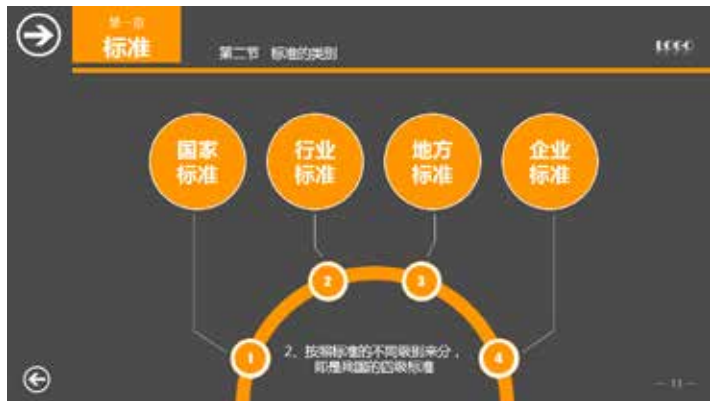 第一章
标准
第二节 标准的类别
LOGO
国家
标准
行业
标准
地方
标准
企业
标准
2
3
1
4
2、按照标准的不同级别来分，
即是我国的四级标准
— 11 —